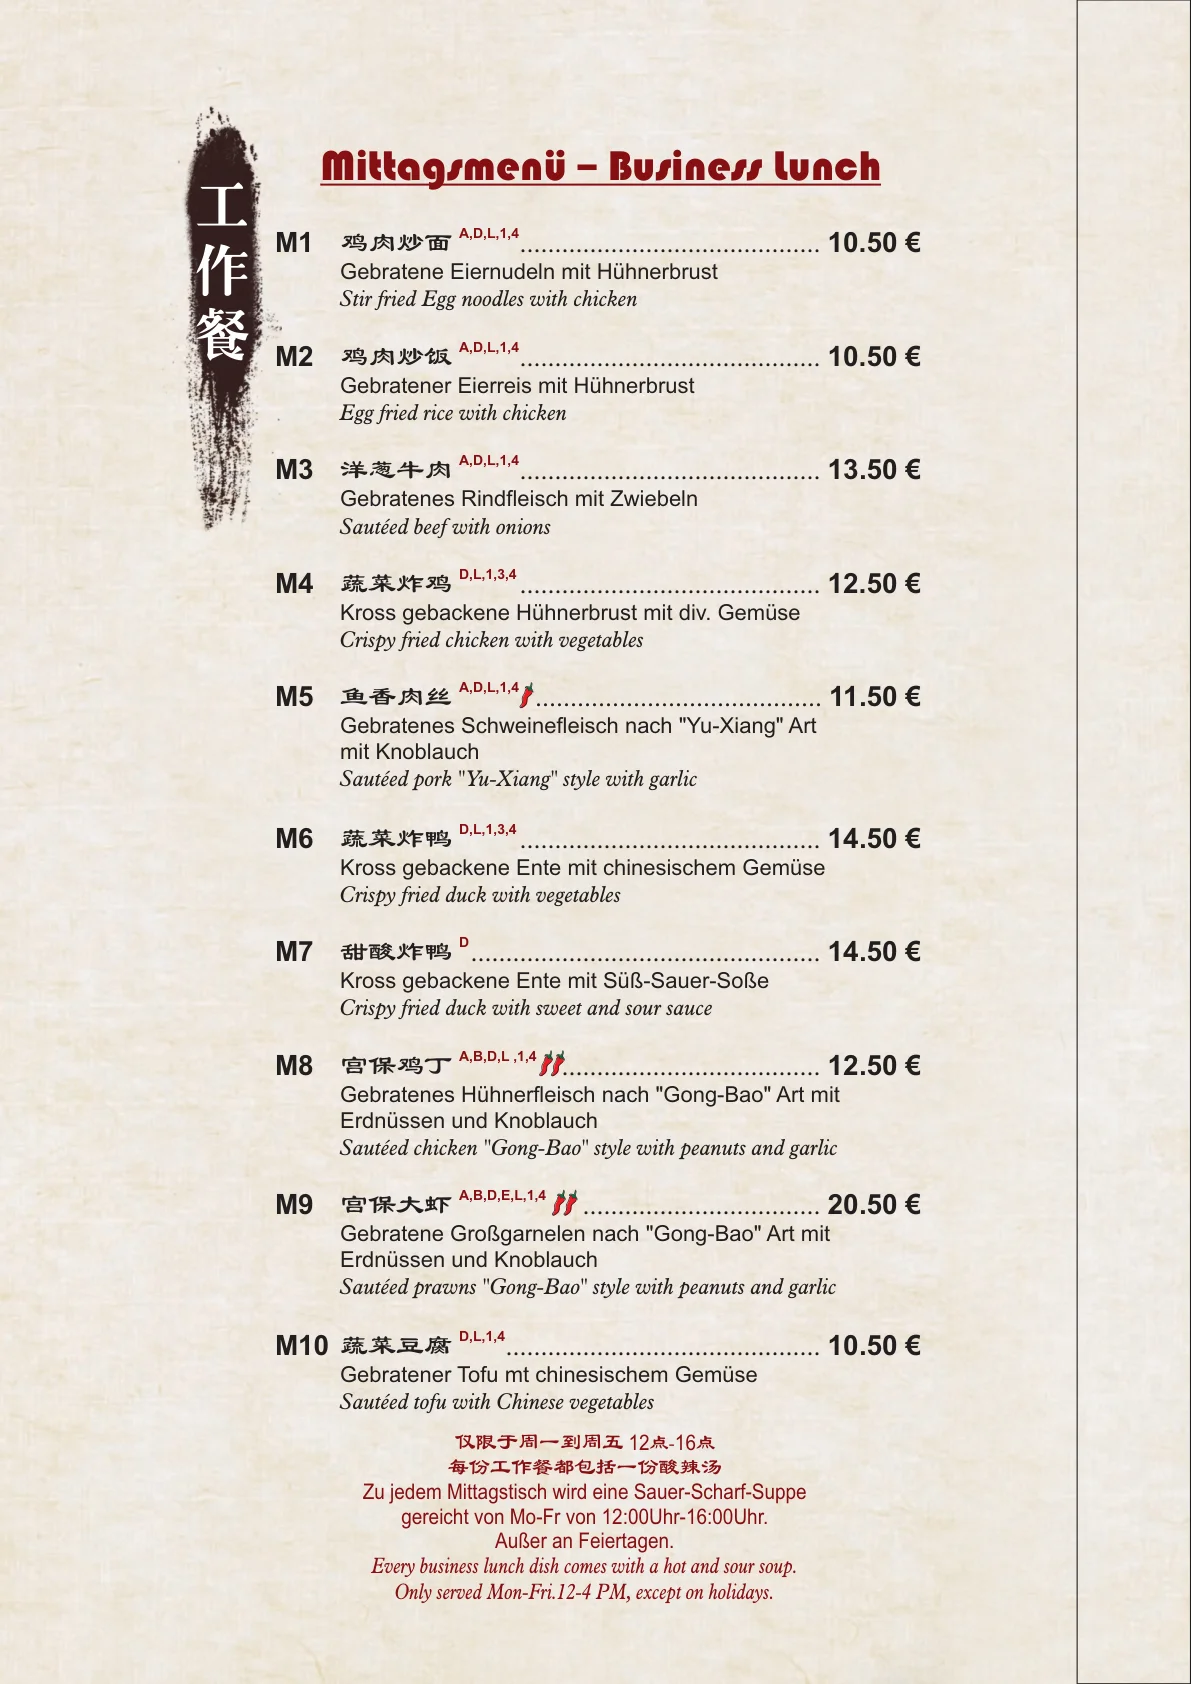 工作餐
Mittagsmenü – Business Lunch
M1 鸡肉炒面 A,D,L,1,4 ........................................... 10.50 €
Gebratene Eiernudeln mit Hühnerbrust
Stir fried Egg noodles with chicken
M2 鸡肉炒饭 A,D,L,1,4 ........................................... 10.50 €
Gebratener Eierreis mit Hühnerbrust
Egg fried rice with chicken
M3 洋葱牛肉 A,D,L,1,4 ........................................... 13.50 €
Gebratenes Rindfleisch mit Zwiebeln
Sautéed beef with onions
M4 蔬菜炸鸡 D,L,1,3,4 ........................................... 12.50 €
Kross gebackene Hühnerbrust mit div. Gemüse
Crispy fried chicken with vegetables
M5 鱼香肉丝 A,D,L,1,4 ......................................... 11.50 €
Gebratenes Schweinefleisch nach "Yu-Xiang" Art
mit Knoblauch
Sautéed pork "Yu-Xiang" style with garlic
M6 蔬菜炸鸭 D,L,1,3,4 ........................................... 14.50 €
Kross gebackene Ente mit chinesischem Gemüse
Crispy fried duck with vegetables
M7 甜酸炸鸭 D .................................................. 14.50 €
Kross gebackene Ente mit Süß-Sauer-Soße
Crispy fried duck with sweet and sour sauce
M8 宫保鸡丁 A,B,D,L ,1,4 ..................................... 12.50 €
Gebratenes Hühnerfleisch nach "Gong-Bao" Art mit
Erdnüssen und Knoblauch
Sautéed chicken "Gong-Bao" style with peanuts and garlic
M9 宫保大虾 A,B,D,E,L,1,4 .................................. 20.50 €
Gebratene Großgarnelen nach "Gong-Bao" Art mit
Erdnüssen und Knoblauch
Sautéed prawns "Gong-Bao" style with peanuts and garlic
M10 蔬菜豆腐 D,L,1,4 ............................................. 10.50 €
Gebratener Tofu mt chinesischem Gemüse
Sautéed tofu with Chinese vegetables
仅限于周一到周五 12点-16点
每份工作餐都包括一份酸辣汤
Zu jedem Mittagstisch wird eine Sauer-Scharf-Suppe
gereicht von Mo-Fr von 12:00Uhr-16:00Uhr.
Außer an Feiertagen.
Every business lunch dish comes with a hot and sour soup.
Only served Mon-Fri.12-4 PM, except on holidays.